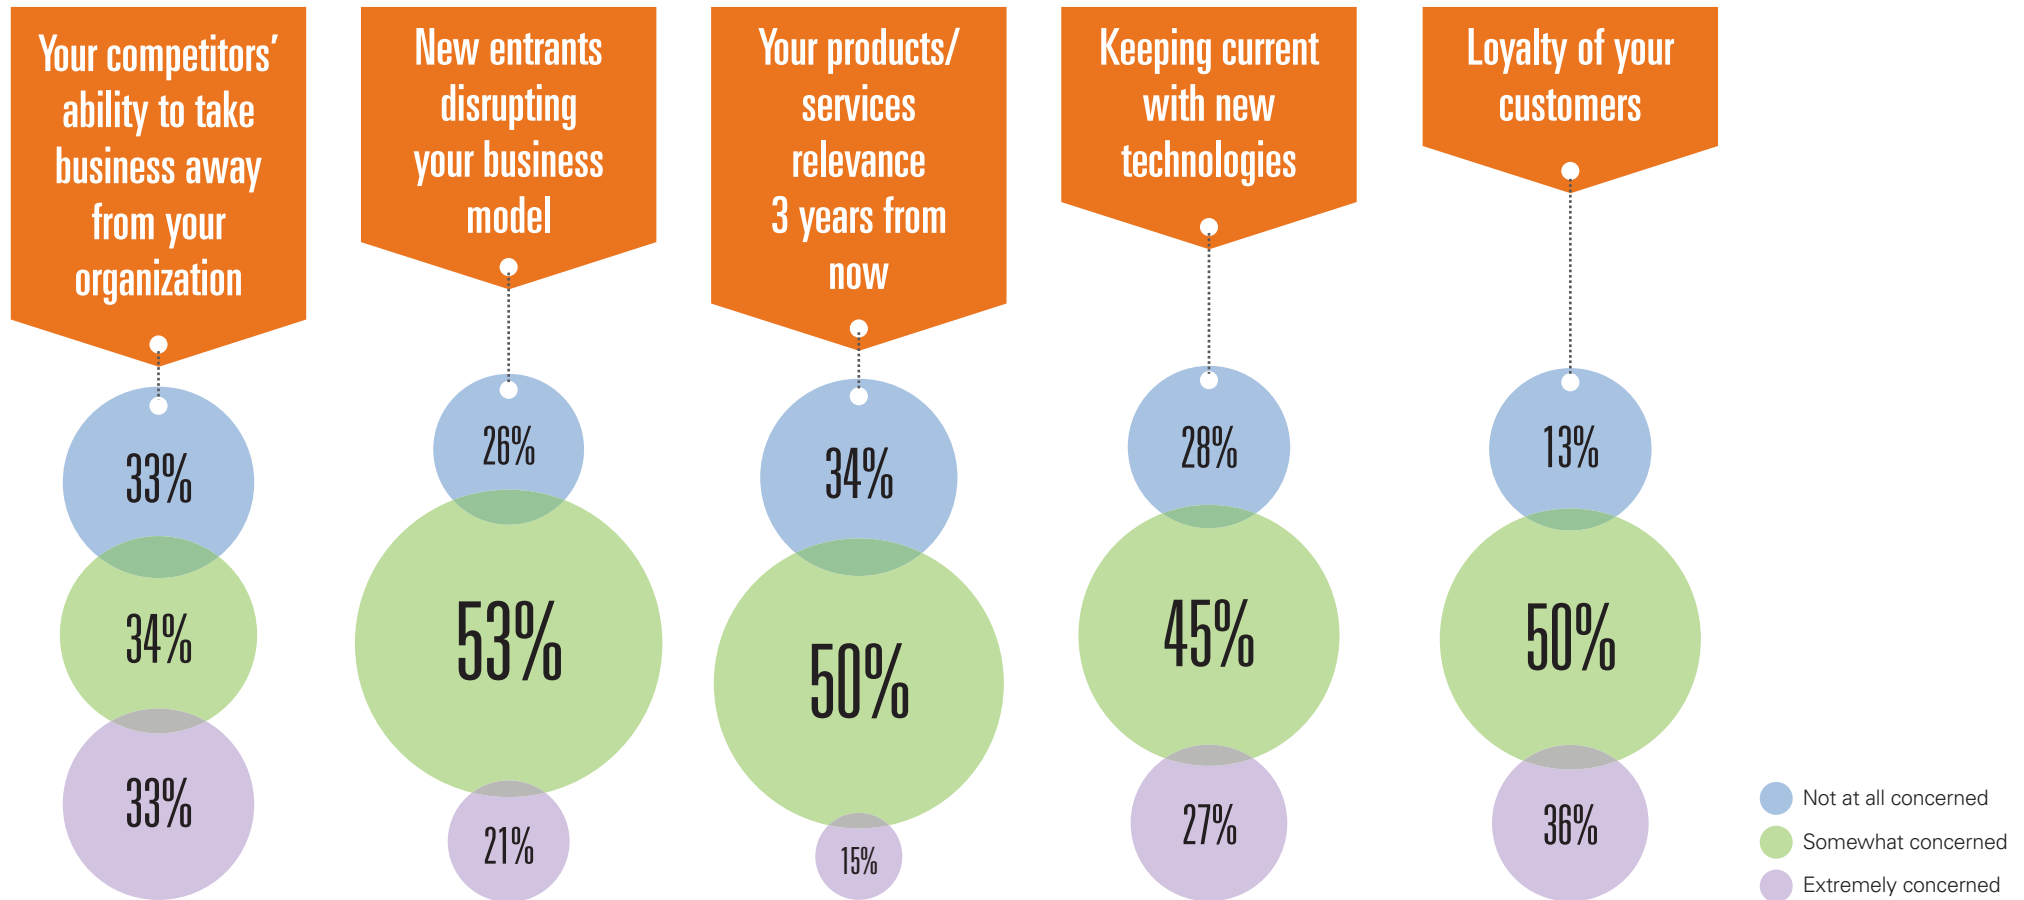 Your competitors’
ability to take
business away
from your
organization
33%
34%
33%
New entrants
disrupting
your business
model
26%
53%
21%
Your products/
services
relevance
3 years from
now
34%
50%
15%
Keeping current
with new
technologies
28%
45%
27%
Loyalty of your
customers
13%
50%
36%
Not at all concerned
Somewhat concerned
Extremely concerned